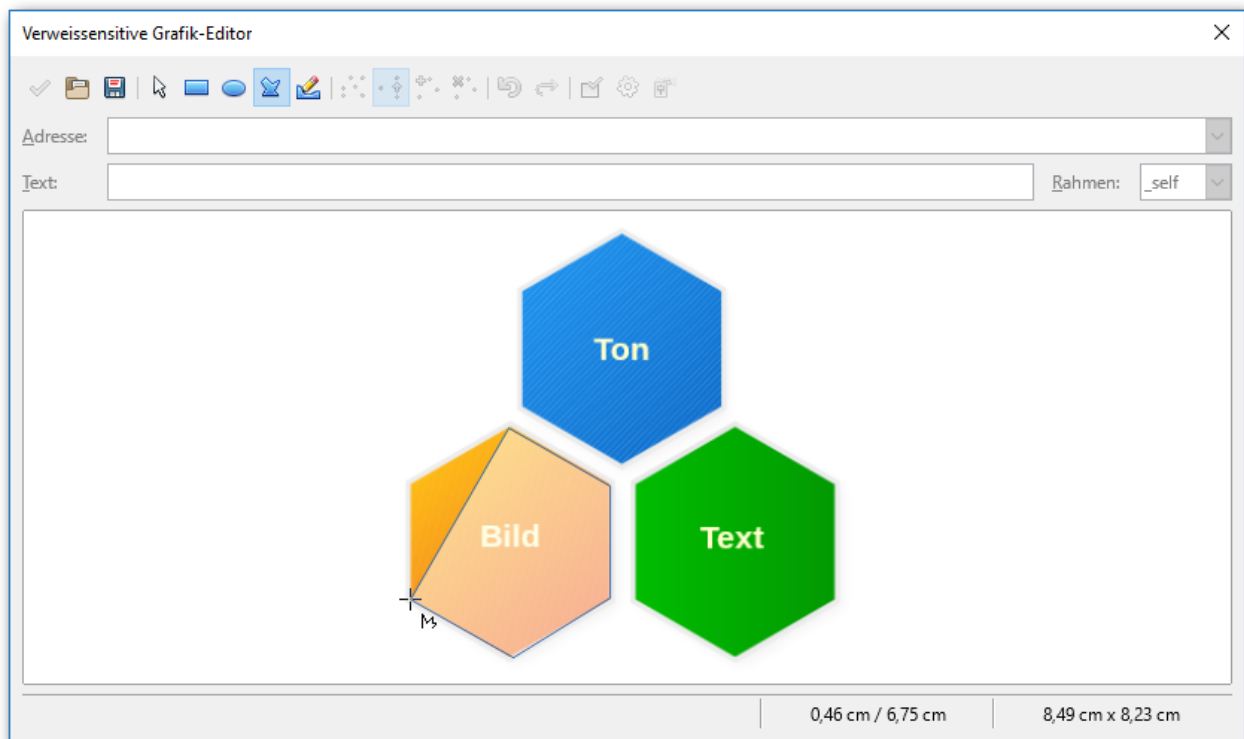 Verweissensitive Grafik-Editor
Adresse:
Text: Rahmen: _self
Ton
Bild Text
0,46 cm / 6,75 cm 8,49 cm x 8,23 cm